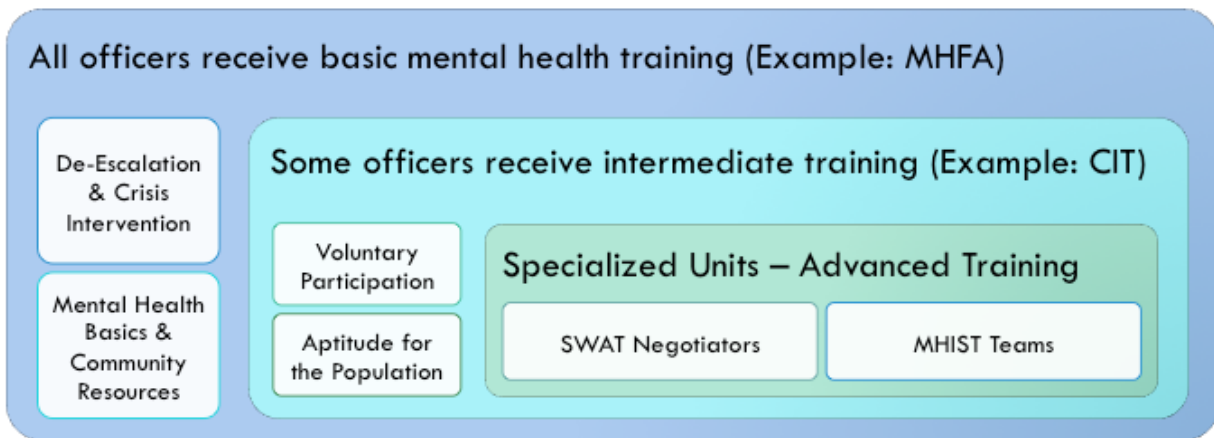 All officers receive basic mental health training (Example: MHFA)
De-Escalation
& Crisis
Intervention
Mental Health
Basics &
Community
Resources
Some officers receive intermediate training (Example: CIT)
Voluntary
Participation
Aptitude for
the Population
Specialized Units – Advanced Training
SWAT Negotiators
MHIST Teams